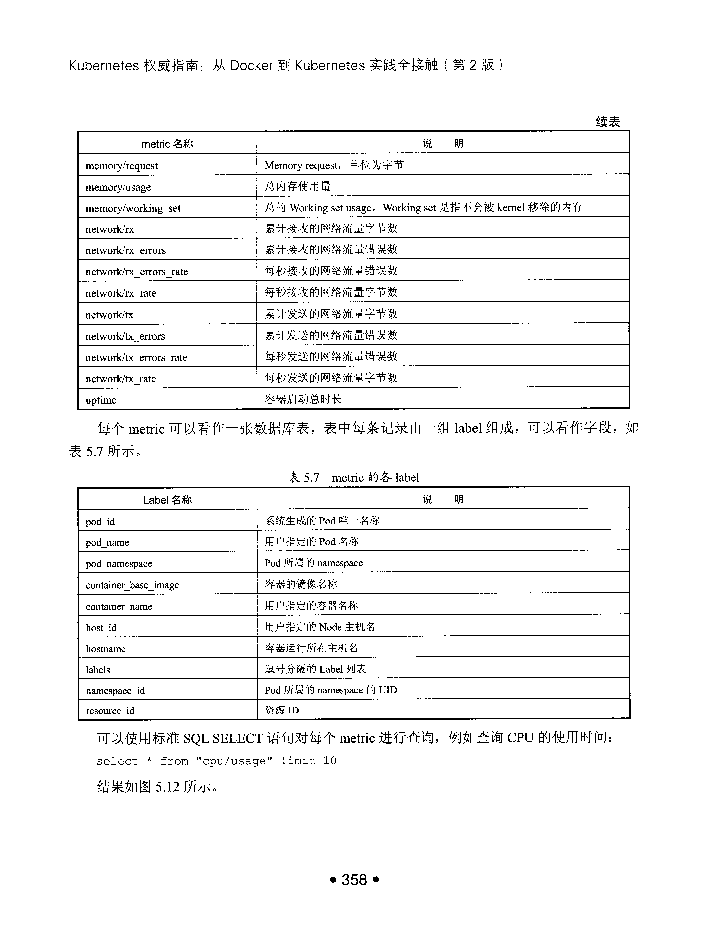 Kubernetes 权威指南：从 Docker 到 Kubernetes 实践全接触（第 2 版）
续表
metric 名称 说 明
memory/request Memory request，单位为字节
memory/usage 总内存使用量
memory/working_set 总的 Working set usage，Working set 是指不会被 kernel 移除的内存
network/rx 累计接收的网络流量字节数
network/rx_errors 累计接收的网络流量错误数
network/rx_errors_rate 每秒接收的网络流量错误数
network/rx_rate 每秒接收的网络流量字节数
network/tx 累计发送的网络流量字节数
network/tx_errors 累计发送的网络流量错误数
network/tx_errors_rate 每秒发送的网络流量错误数
network/tx_rate 每秒发送的网络流量字节数
uptime 容器启动总时长
每个 metric 可以看作一张数据库表，表中每条记录由一组 label 组成，可以看作字段，如
表 5.7 所示。
表 5.7 metric 的各 label
Label 名称 说 明
pod_id 系统生成的 Pod 唯一名称
pod_name 用户指定的 Pod 名称
pod_namespace Pod 所属的 namespace
container_base_image 容器的镜像名称
container_name 用户指定的容器名称
host_id 用户指定的 Node 主机名
hostname 容器运行所在主机名
labels 逗号分隔的 Label 列表
namespace_id Pod 所属的 namespace 的 UID
resource_id 资源 ID
可以使用标准 SQL SELECT 语句对每个 metric 进行查询，例如查询 CPU 的使用时间：
select * from "cpu/usage" limit 10
结果如图 5.12 所示。
• 358 •